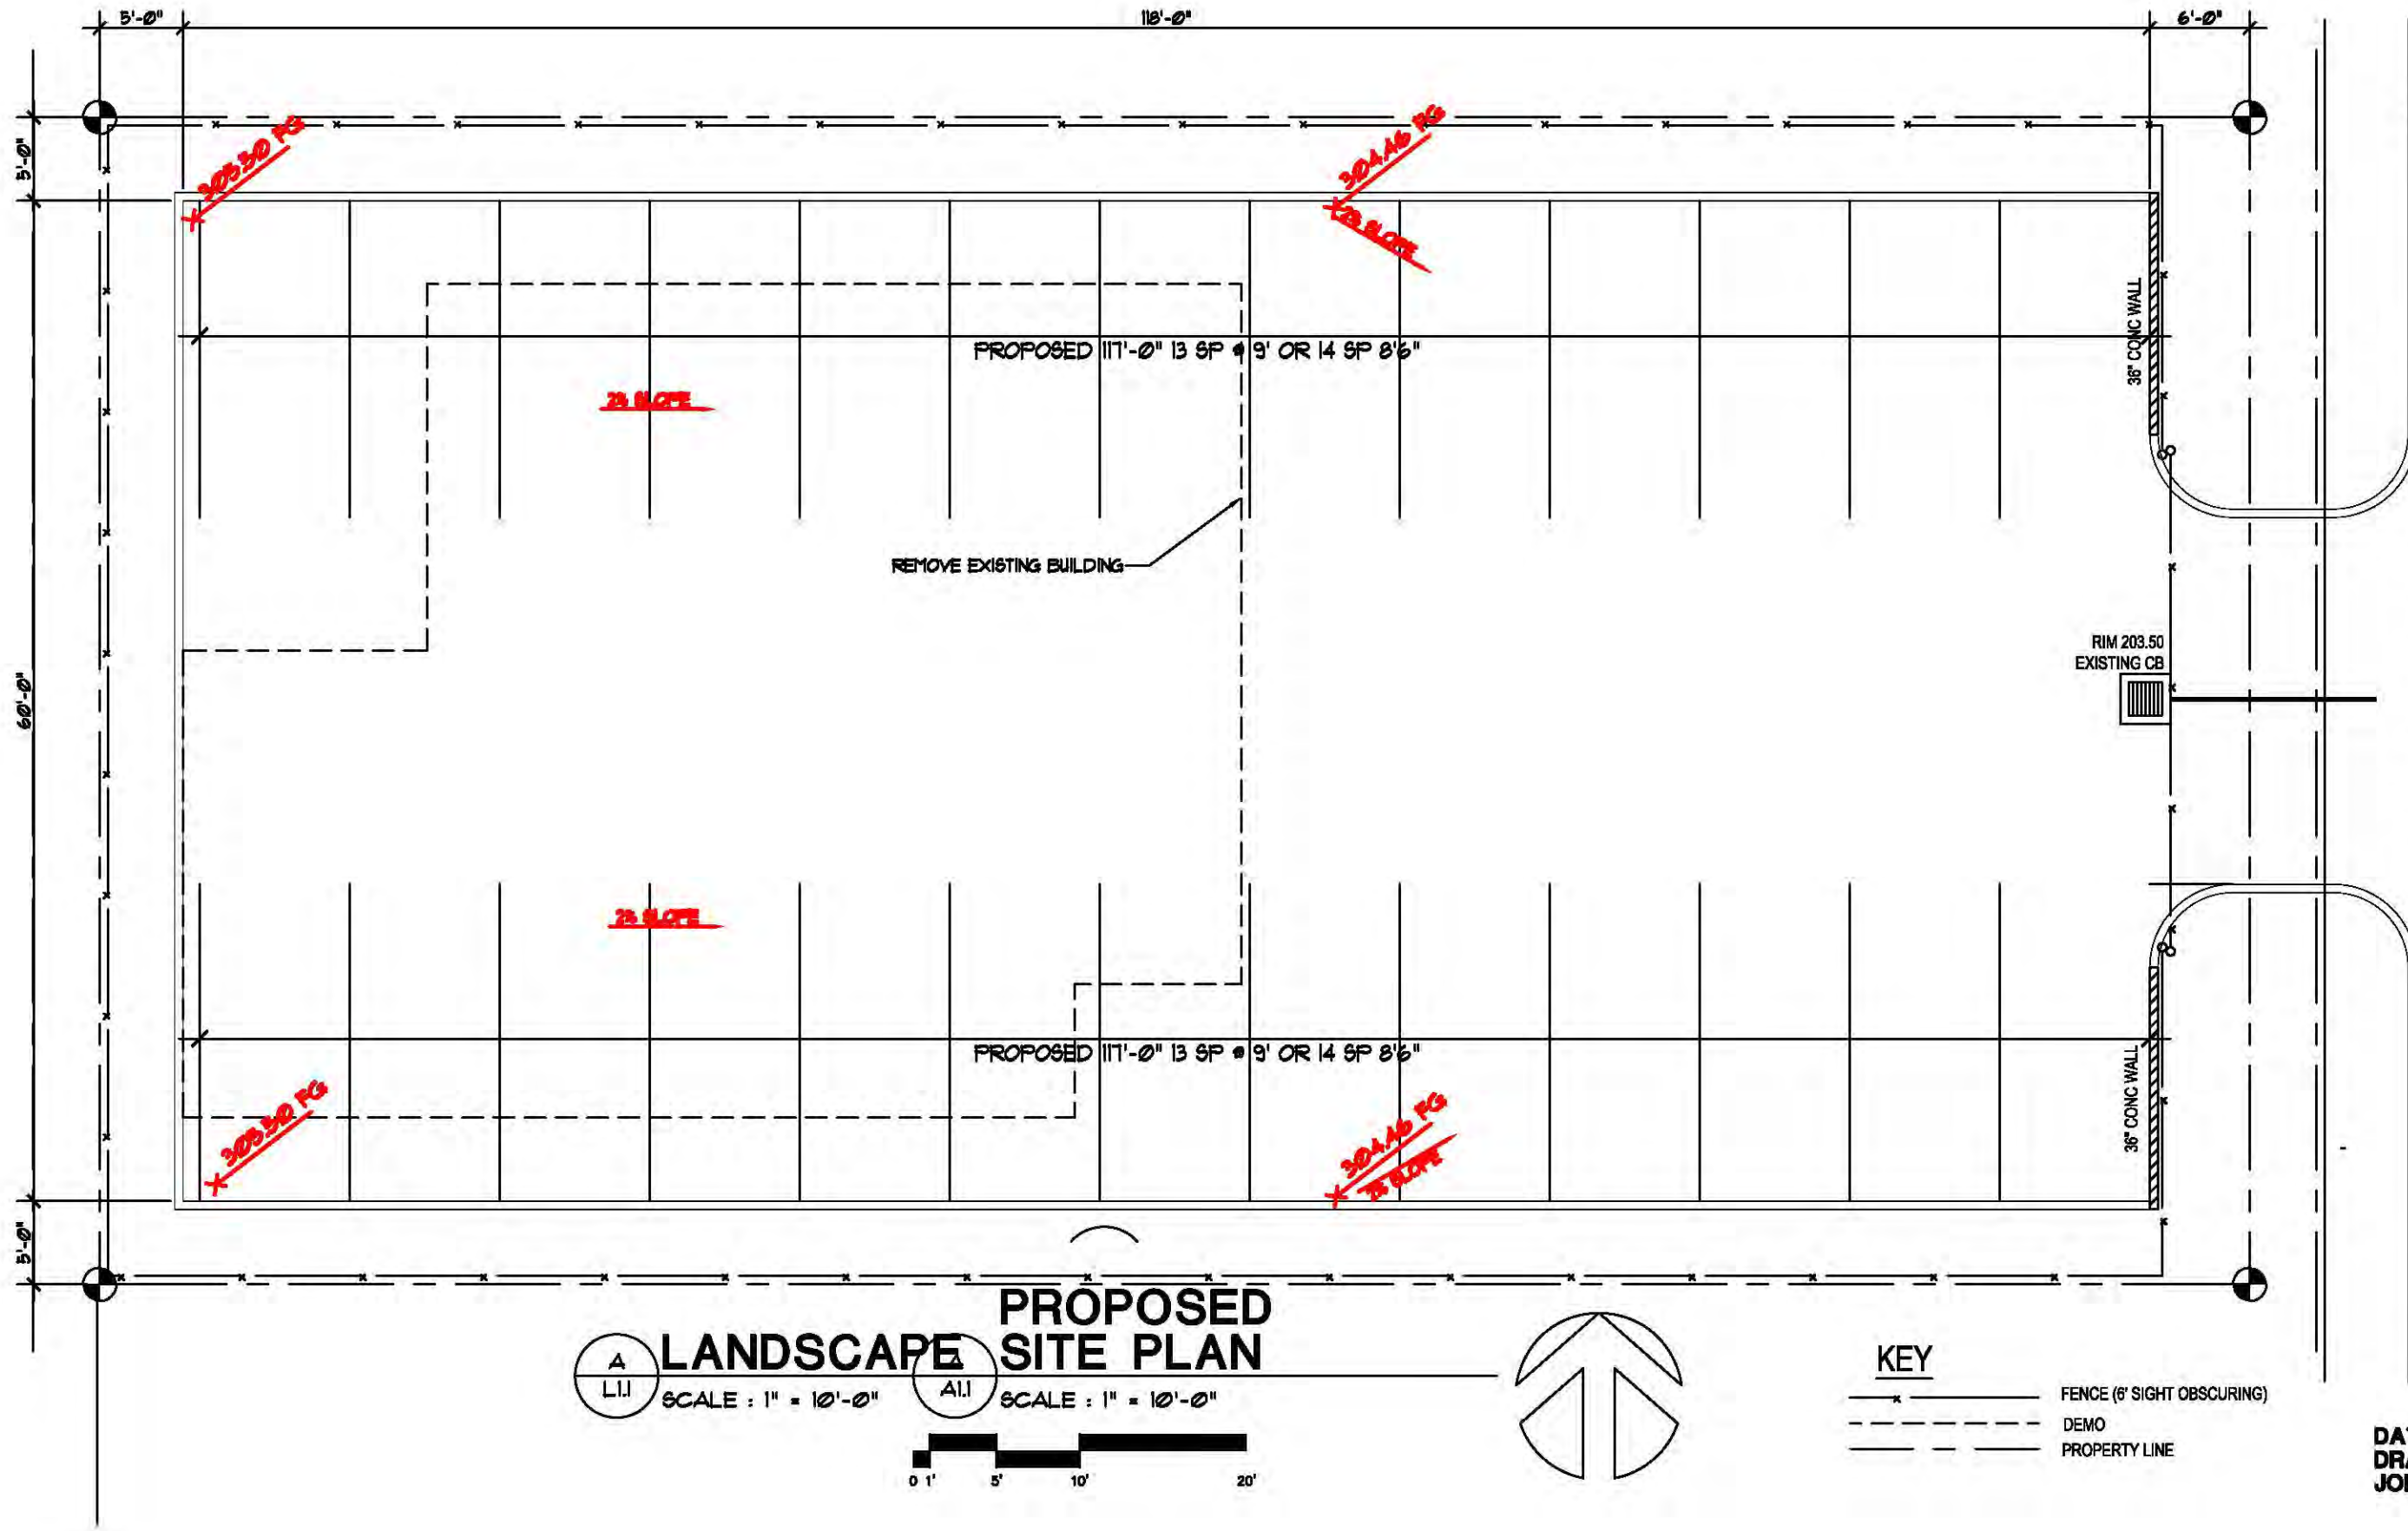 5'-0"
118'-0"
6'-0"
5'-0"
305.50 FG
304.46 FG
2% SLOPE
36" CONC WALL
PROPOSED 117'-0" 13 SP @ 9' OR 14 SP 8'6"
2% SLOPE
REMOVE EXISTING BUILDING
RIM 203.50
EXISTING CB
60'-0"
2% SLOPE
PROPOSED 117'-0" 13 SP @ 9' OR 14 SP 8'6"
36" CONC WALL
305.50 FG
304.46 FG
2% SLOPE
5'-0"
PROPOSED
A LANDSCAPE A SITE PLAN
L1.1 SCALE : 1" = 10'-0" A1.1 SCALE : 1" = 10'-0"
0 1' 5' 10' 20'
KEY
FENCE (6' SIGHT OBSCURING)
DEMO
PROPERTY LINE